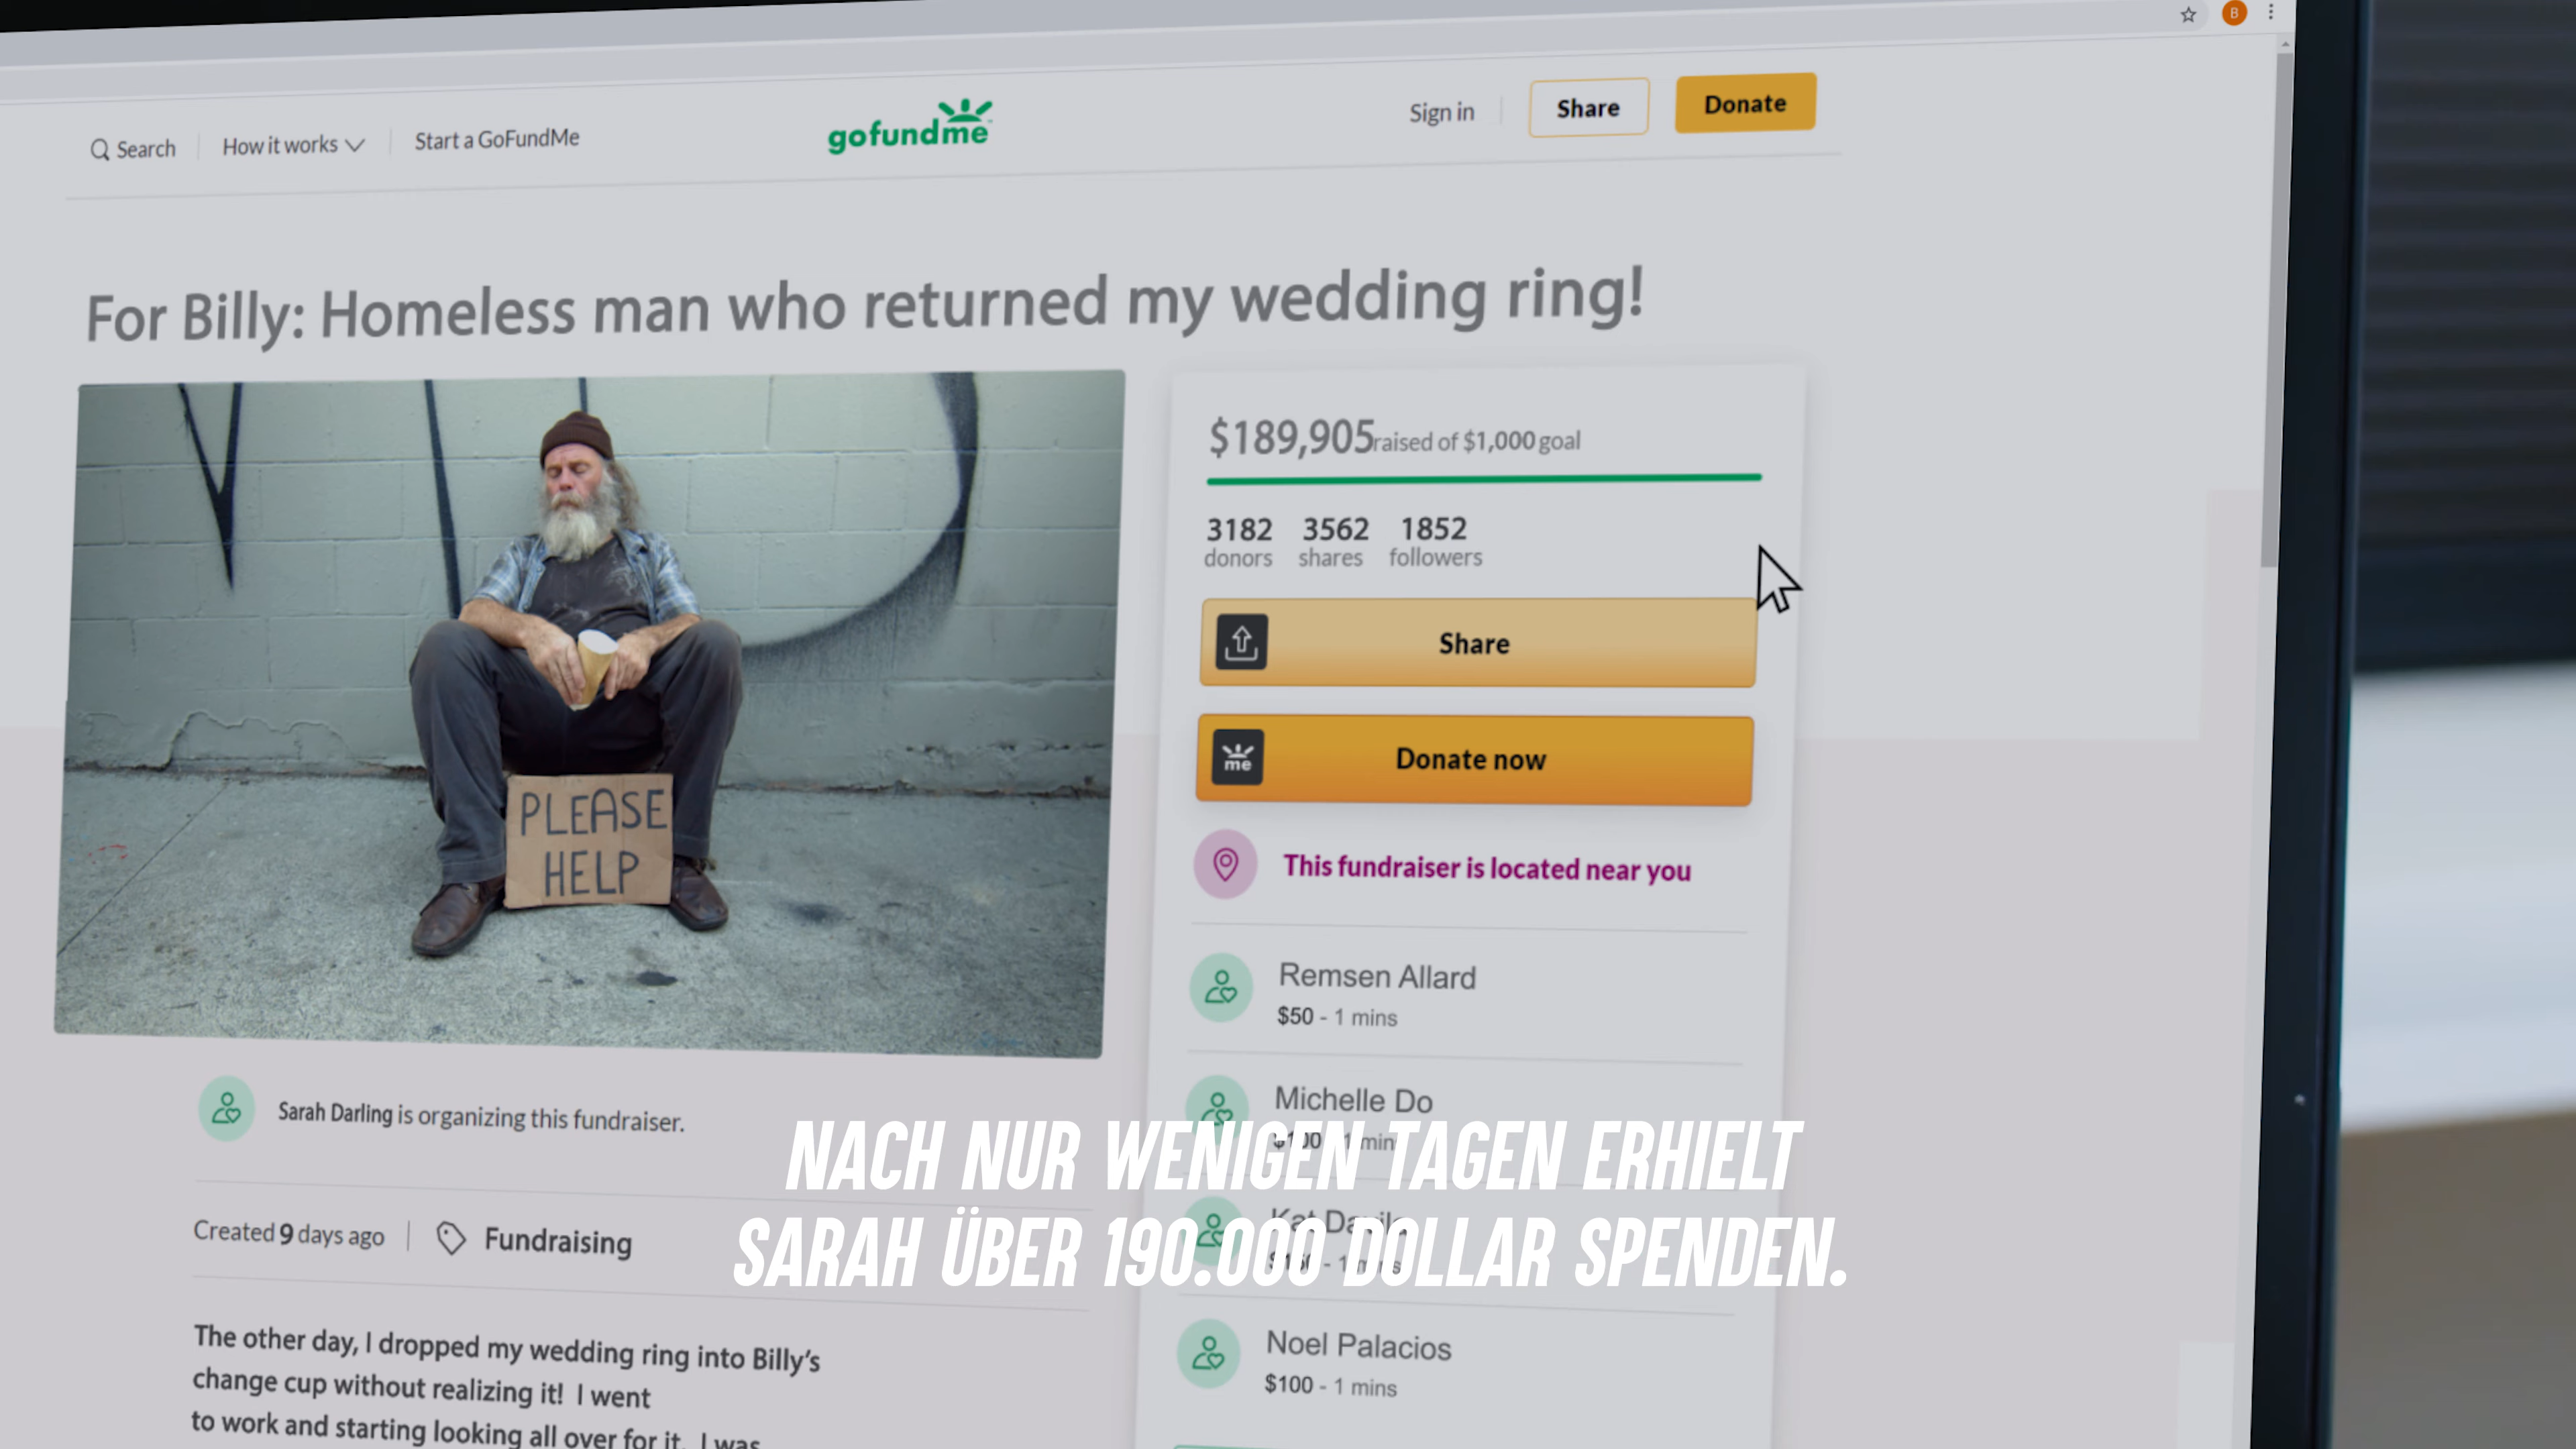 B
Search
How it works
Start a GoFundMe
gofundme
Sign in
Share
Donate
For Billy: Homeless man who returned my wedding ring!
PLEASE
HELP
$189,905 raised of $1,000 goal
3182 3562 1852
donors shares followers
Share
me Donate now
This fundraiser is located near you
Remsen Allard
$50 - 1 mins
Michelle Do
$100 - 1 mins
Noel Palacios
$100 - 1 mins
Sarah Darling is organizing this fundraiser.
Created 9 days ago
Fundraising
The other day, I dropped my wedding ring into Billy's
change cup without realizing it! I went
to work and starting looking all over for it. I was
NACH NUR WENIGEN TAGEN ERHIELT
SARAH ÜBER 190.000 DOLLAR SPENDEN.